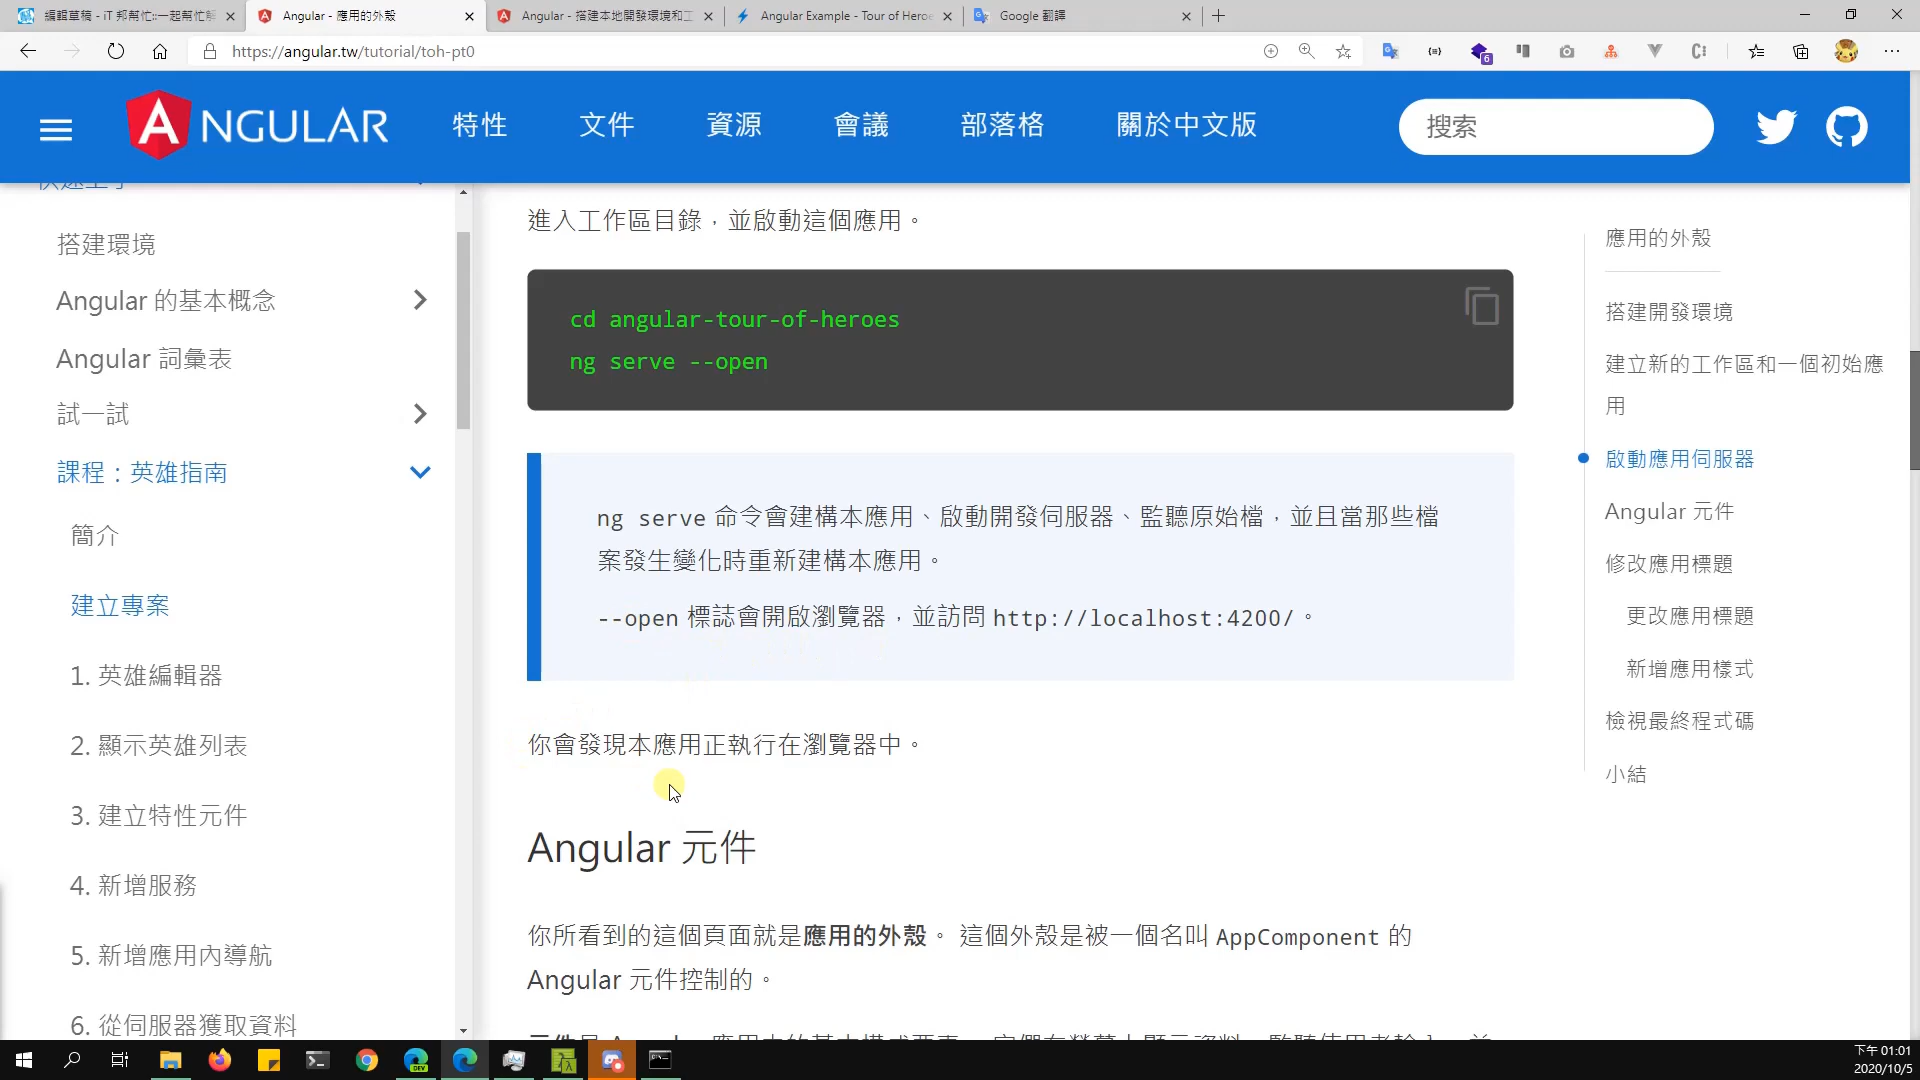 編輯草稿 - iT 邦幫忙::一起幫忙解
Angular - 應用的外殼
Angular - 搭建本地開發環境和工
Angular Example - Tour of Heroe
Google 翻譯
https://angular.tw/tutorial/toh-pt0
6
ANGULAR
特性
文件
資源
會議
部落格
關於中文版
搜索
快速上手
搭建環境
Angular 的基本概念
Angular 詞彙表
試一試
課程：英雄指南
簡介
建立專案
1. 英雄編輯器
2. 顯示英雄列表
3. 建立特性元件
4. 新增服務
5. 新增應用內導航
6. 從伺服器獲取資料
進入工作區目錄，並啟動這個應用。
cd angular-tour-of-heroes
ng serve --open
ng serve 命令會建構本應用、啟動開發伺服器、監聽原始檔，並且當那些檔
案發生變化時重新建構本應用。
--open 標誌會開啟瀏覽器，並訪問 http://localhost:4200/。
你會發現本應用正執行在瀏覽器中。
Angular 元件
你所看到的這個頁面就是應用的外殼。 這個外殼是被一個名叫 AppComponent 的
Angular 元件控制的。
應用的外殼
搭建開發環境
建立新的工作區和一個初始應
用
啟動應用伺服器
Angular 元件
修改應用標題
更改應用標題
新增應用樣式
檢視最終程式碼
小結
DEV
下午 01:01
2020/10/5